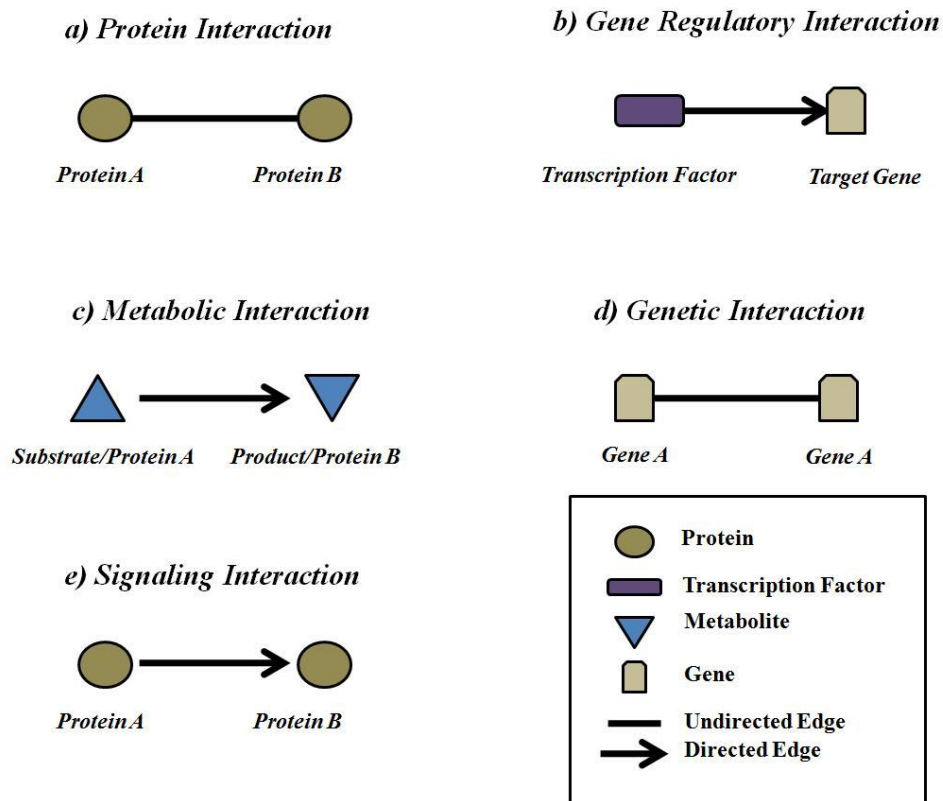 a) Protein Interaction
Protein A
Protein B
b) Gene Regulatory Interaction
Transcription Factor
Target Gene
c) Metabolic Interaction
Substrate/Protein A
Product/Protein B
d) Genetic Interaction
Gene A
Gene A
e) Signaling Interaction
Protein A
Protein B
Protein
Transcription Factor
Metabolite
Gene
Undirected Edge
Directed Edge